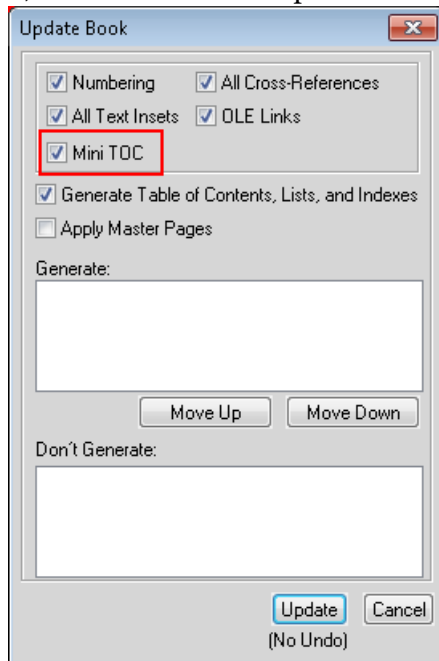 Update Book
Numbering All Cross-References
All Text Insets OLE Links
Mini TOC
Generate Table of Contents, Lists, and Indexes
Apply Master Pages
Generate:
Move Up Move Down
Don't Generate:
Update Cancel
(No Undo)